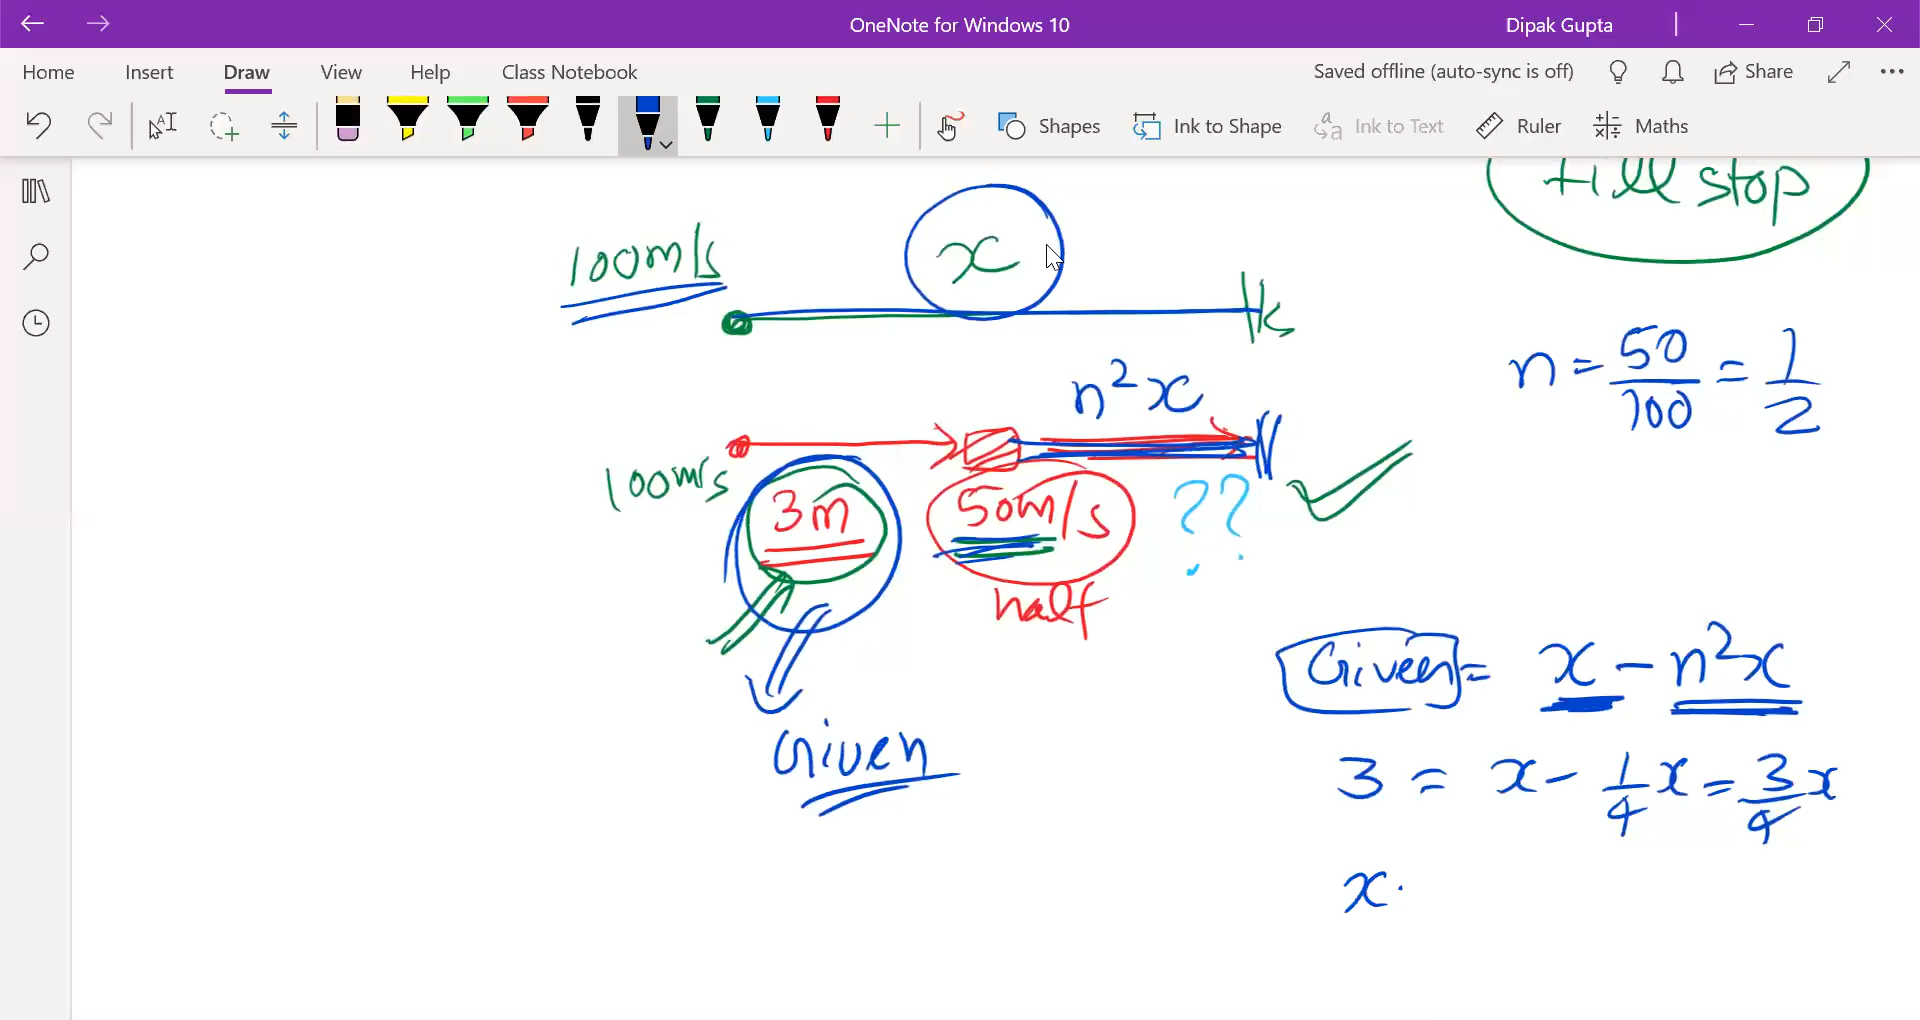 OneNote for Windows 10
Dipak Gupta
Home Insert Draw View Help Class Notebook
Saved offline (auto-sync is off) Share
Shapes Ink to Shape Ink to Text Ruler Maths
till stop
100m/s
x
n = 50/100 = 1/2
n²x
100m/s
3m
50m/s
??
half
Given = x - n²x
Given
3 = x - 1/4 x = 3/4 x
x